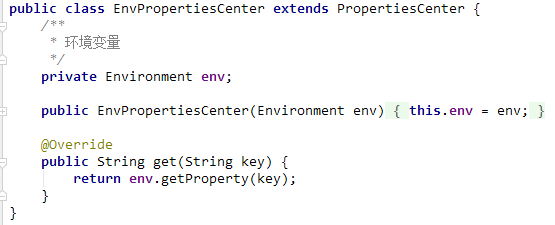 public class EnvPropertiesCenter extends PropertiesCenter {
    /**
     * 环境变量
     */
    private Environment env;

    public EnvPropertiesCenter(Environment env) { this.env = env; }

    @Override
    public String get(String key) {
        return env.getProperty(key);
    }
}